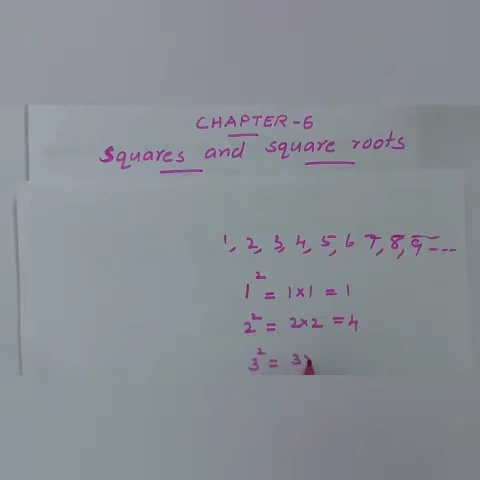 CHAPTER-6
Squares and square roots
1, 2, 3, 4, 5, 6 7, 8, 9 ----
1² = 1×1 = 1
2² = 2×2 = 4
3² = 3×